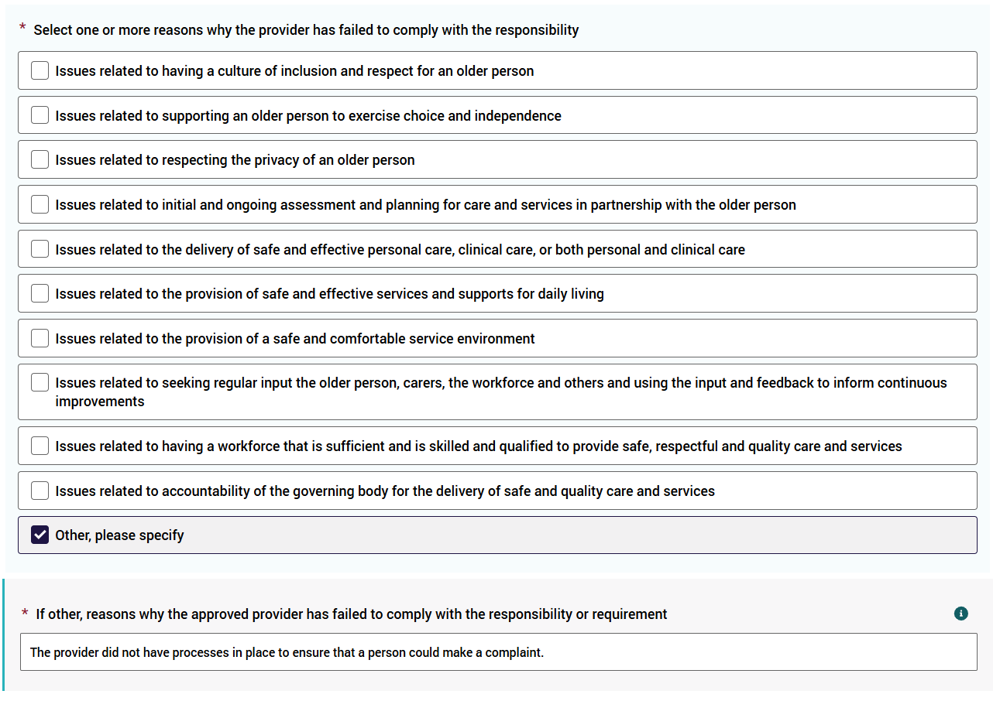 * Select one or more reasons why the provider has failed to comply with the responsibility
Issues related to having a culture of inclusion and respect for an older person
Issues related to supporting an older person to exercise choice and independence
Issues related to respecting the privacy of an older person
Issues related to initial and ongoing assessment and planning for care and services in partnership with the older person
Issues related to the delivery of safe and effective personal care, clinical care, or both personal and clinical care
Issues related to the provision of safe and effective services and supports for daily living
Issues related to the provision of a safe and comfortable service environment
Issues related to seeking regular input the older person, carers, the workforce and others and using the input and feedback to inform continuous
improvements
Issues related to having a workforce that is sufficient and is skilled and qualified to provide safe, respectful and quality care and services
Issues related to accountability of the governing body for the delivery of safe and quality care and services
Other, please specify
* If other, reasons why the approved provider has failed to comply with the responsibility or requirement
The provider did not have processes in place to ensure that a person could make a complaint.